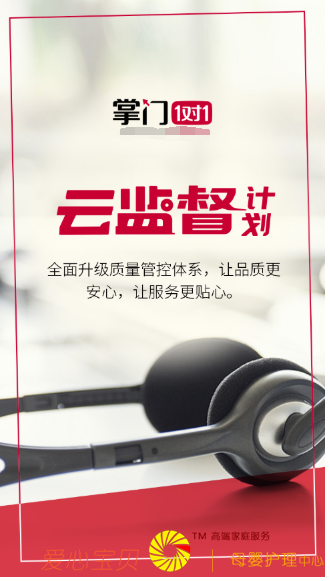 掌门1对1
云监督计划
全面升级质量管控体系，让品质更
安心，让服务更贴心。
TM 高端家庭服务
爱心宝贝 | 母婴护理中心